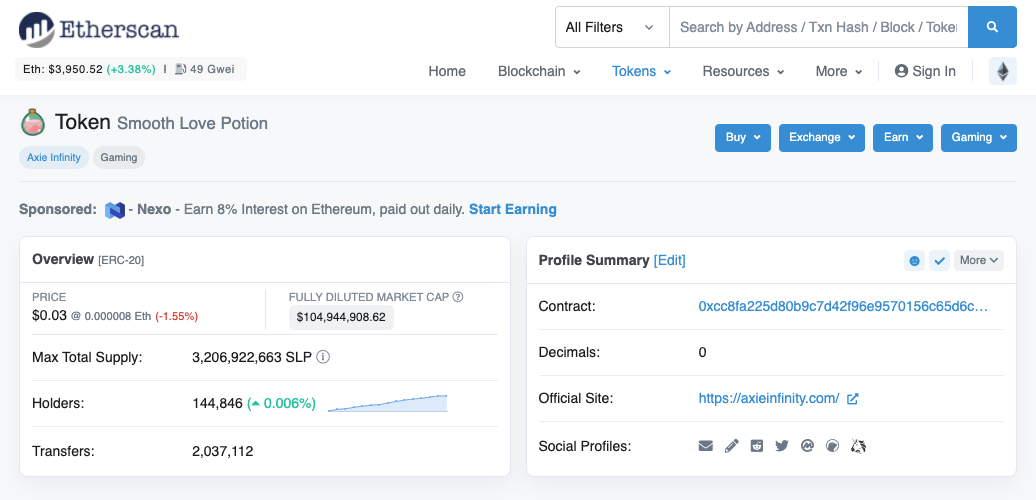 Etherscan
All Filters
Search by Address / Txn Hash / Block / Toke
Eth: $3,950.52 (+3.38%) | 49 Gwei
Home Blockchain Tokens Resources More Sign In
Token Smooth Love Potion
Axie Infinity Gaming
Buy Exchange Earn Gaming
Sponsored: - Nexo - Earn 8% Interest on Ethereum, paid out daily. Start Earning
Overview [ERC-20]
PRICE
$0.03 @ 0.000008 Eth (-1.55%)
FULLY DILUTED MARKET CAP
$104,944,908.62
Max Total Supply: 3,206,922,663 SLP
Holders: 144,846 (0.006%)
Transfers: 2,037,112
Profile Summary [Edit]
More
Contract: 0xcc8fa225d80b9c7d42f96e9570156c65d6c...
Decimals: 0
Official Site: https://axieinfinity.com/
Social Profiles: